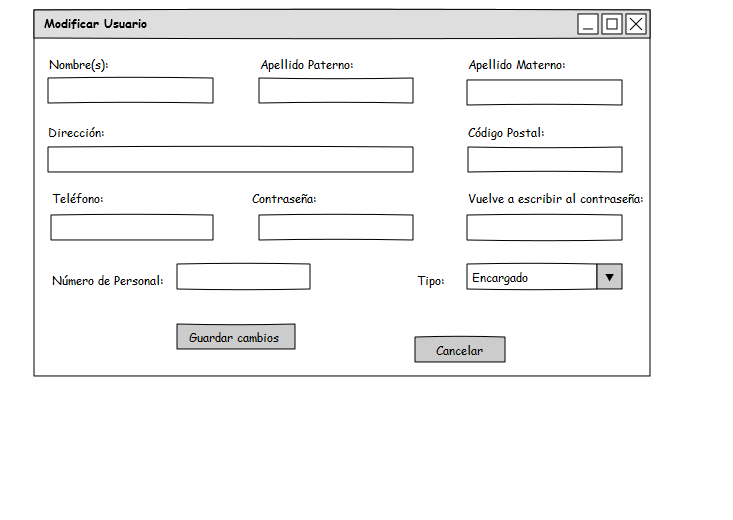 Modificar Usuario
Nombre(s): Apellido Paterno: Apellido Materno:
Dirección: Código Postal:
Teléfono: Contraseña: Vuelve a escribir al contraseña:
Número de Personal: Tipo: Encargado
Guardar cambios
Cancelar